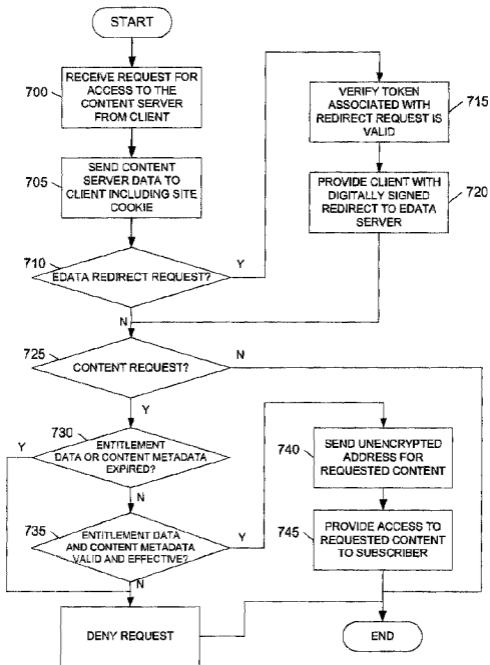 START
700
RECEIVE REQUEST FOR
ACCESS TO THE
CONTENT SERVER
FROM CLIENT
705
SEND CONTENT
SERVER DATA TO
CLIENT INCLUDING SITE
COOKIE
710
EDATA REDIRECT REQUEST?
Y
N
715
VERIFY TOKEN
ASSOCIATED WITH
REDIRECT REQUEST IS
VALID
720
PROVIDE CLIENT WITH
DIGITALLY SIGNED
REDIRECT TO EDATA
SERVER
725
CONTENT REQUEST?
N
Y
730
ENTITLEMENT
DATA OR CONTENT METADATA
EXPIRED?
Y
N
735
ENTITLEMENT DATA
AND CONTENT METADATA
VALID AND EFFECTIVE?
Y
N
740
SEND UNENCRYPTED
ADDRESS FOR
REQUESTED CONTENT
745
PROVIDE ACCESS TO
REQUESTED CONTENT
TO SUBSCRIBER
DENY REQUEST
END